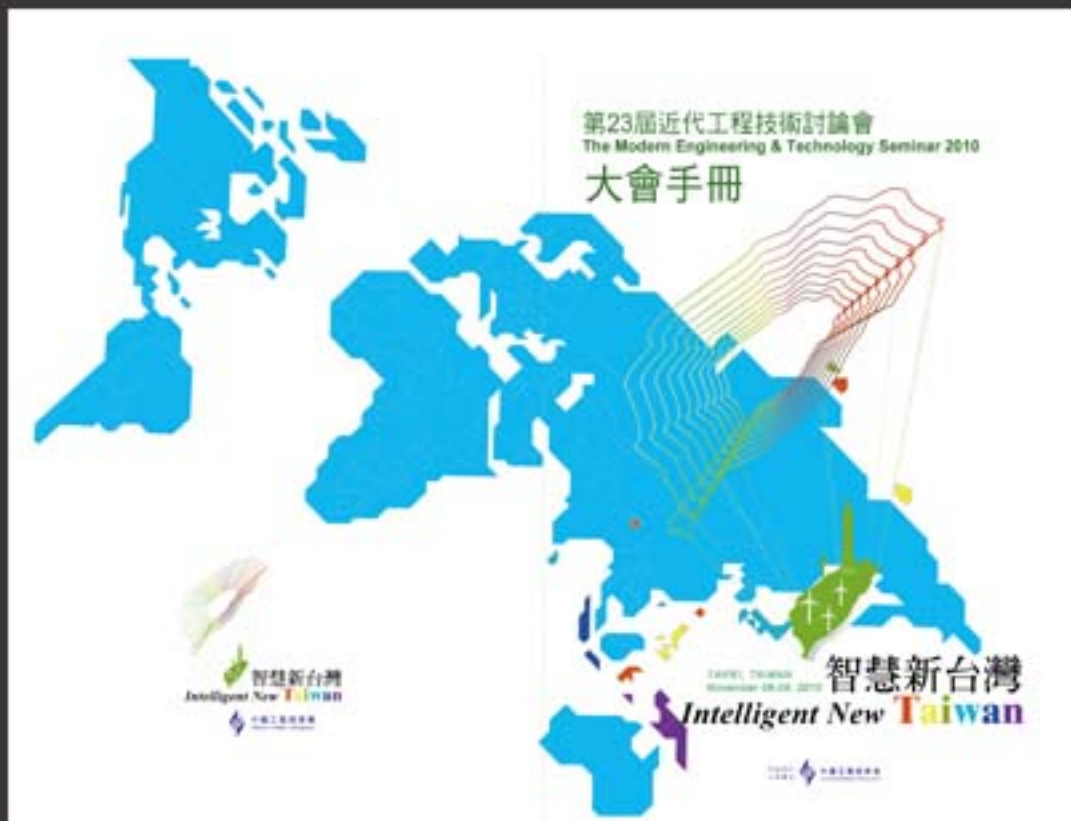 第23屆近代工程技術討論會
The Modern Engineering & Technology Seminar 2010
大會手冊
TAIPEI, TAIWAN
智慧新台灣
Intelligent New Taiwan
智慧新台灣
Intelligent New Taiwan